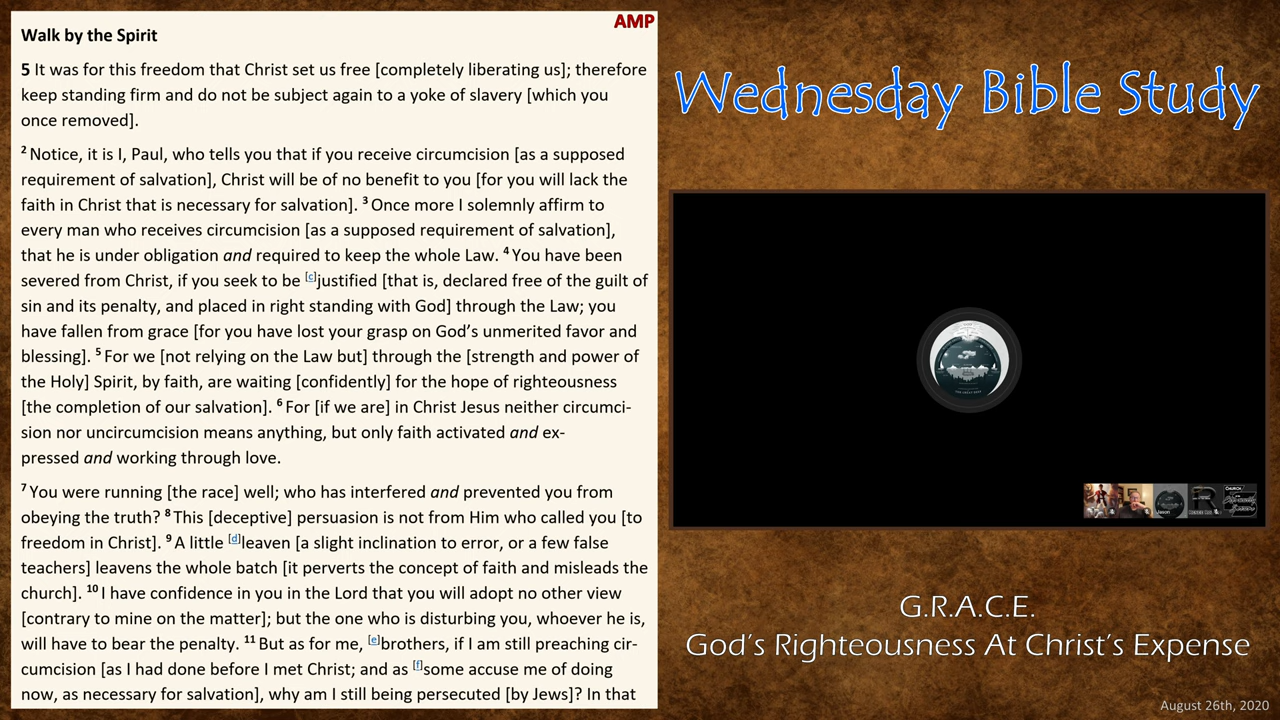 AMP
Walk by the Spirit
5 It was for this freedom that Christ set us free [completely liberating us]; therefore
keep standing firm and do not be subject again to a yoke of slavery [which you
once removed].
2 Notice, it is I, Paul, who tells you that if you receive circumcision [as a supposed
requirement of salvation], Christ will be of no benefit to you [for you will lack the
faith in Christ that is necessary for salvation]. 3 Once more I solemnly affirm to
every man who receives circumcision [as a supposed requirement of salvation],
that he is under obligation and required to keep the whole Law. 4 You have been
severed from Christ, if you seek to be [c]justified [that is, declared free of the guilt of
sin and its penalty, and placed in right standing with God] through the Law; you
have fallen from grace [for you have lost your grasp on God's unmerited favor and
blessing]. 5 For we [not relying on the Law but] through the [strength and power of
the Holy] Spirit, by faith, are waiting [confidently] for the hope of righteousness
[the completion of our salvation]. 6 For [if we are] in Christ Jesus neither circumci-
sion nor uncircumcision means anything, but only faith activated and ex-
pressed and working through love.
7 You were running [the race] well; who has interfered and prevented you from
obeying the truth? 8 This [deceptive] persuasion is not from Him who called you [to
freedom in Christ]. 9 A little [d]leaven [a slight inclination to error, or a few false
teachers] leavens the whole batch [it perverts the concept of faith and misleads the
church]. 10 I have confidence in you in the Lord that you will adopt no other view
[contrary to mine on the matter]; but the one who is disturbing you, whoever he is,
will have to bear the penalty. 11 But as for me, [e]brothers, if I am still preaching cir-
cumcision [as I had done before I met Christ; and as [f]some accuse me of doing
now, as necessary for salvation], why am I still being persecuted [by Jews]? In that
Wednesday Bible Study
Jason
G.R.A.C.E.
God's Righteousness At Christ's Expense
August 26th, 2020